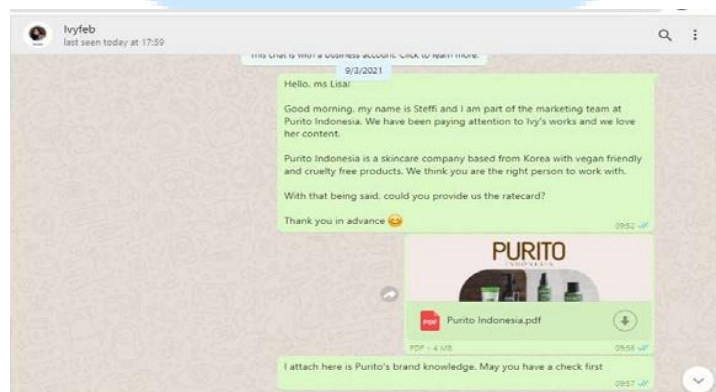 Ivyfeb
last seen today at 17:59
This chat is with a business account. Click to learn more.
9/3/2021
Hello, ms Lisa!
Good morning, my name is Steffi and I am part of the marketing team at
Purito Indonesia. We have been paying attention to Ivy's works and we love
her content.
Purito Indonesia is a skincare company based from Korea with vegan friendly
and cruelty free products. We think you are the right person to work with.
With that being said, could you provide us the ratecard?
Thank you in advance 😊
09:52
PURITO
INDONESIA
PDF
Purito Indonesia.pdf
PDF • 4 MB
09:56
I attach here is Purito's brand knowledge. May you have a check first
09:57